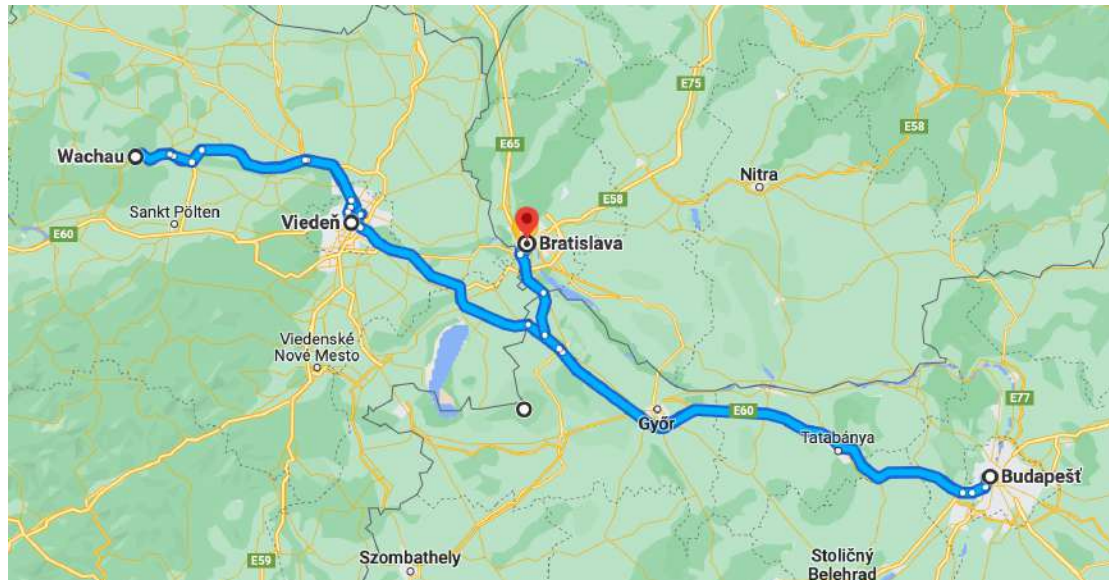 E75
E58
E65
Wachau
Nitra
E58
Sankt Pölten
Viedeň
E60
Bratislava
Viedenské
Nové Mesto
E77
Győr
E60
Tatabánya
Budapešť
E59
Szombathely
Stoličný
Belehrad